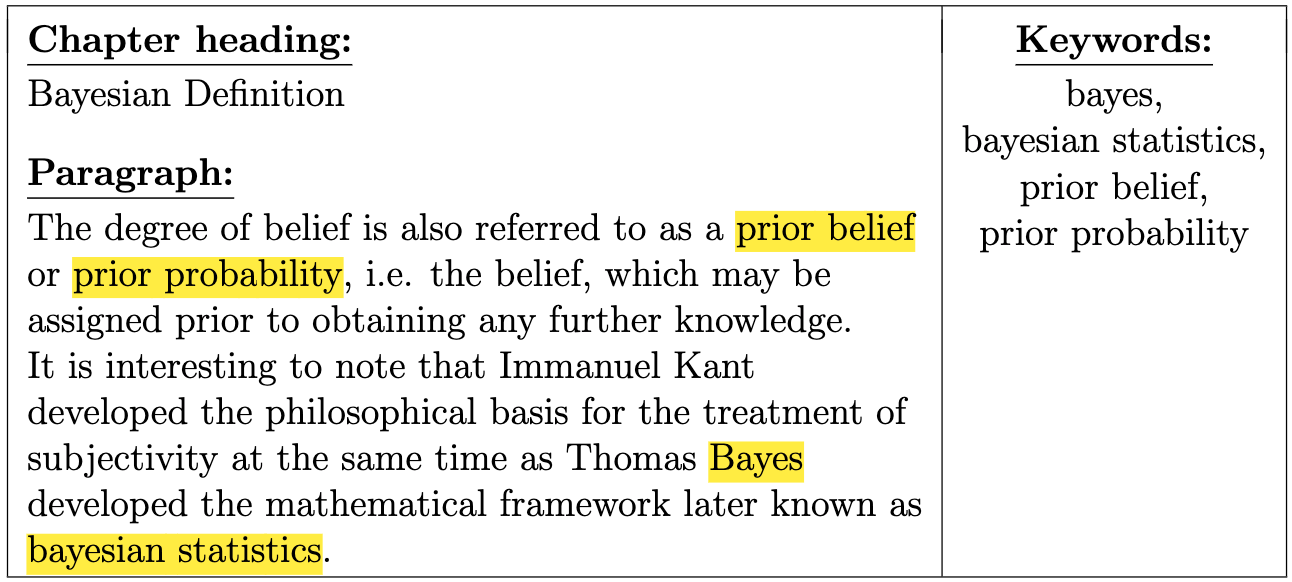 Chapter heading:
Bayesian Definition
Paragraph:
The degree of belief is also referred to as a prior belief
or prior probability, i.e. the belief, which may be
assigned prior to obtaining any further knowledge.
It is interesting to note that Immanuel Kant
developed the philosophical basis for the treatment of
subjectivity at the same time as Thomas Bayes
developed the mathematical framework later known as
bayesian statistics.
Keywords:
bayes,
bayesian statistics,
prior belief,
prior probability